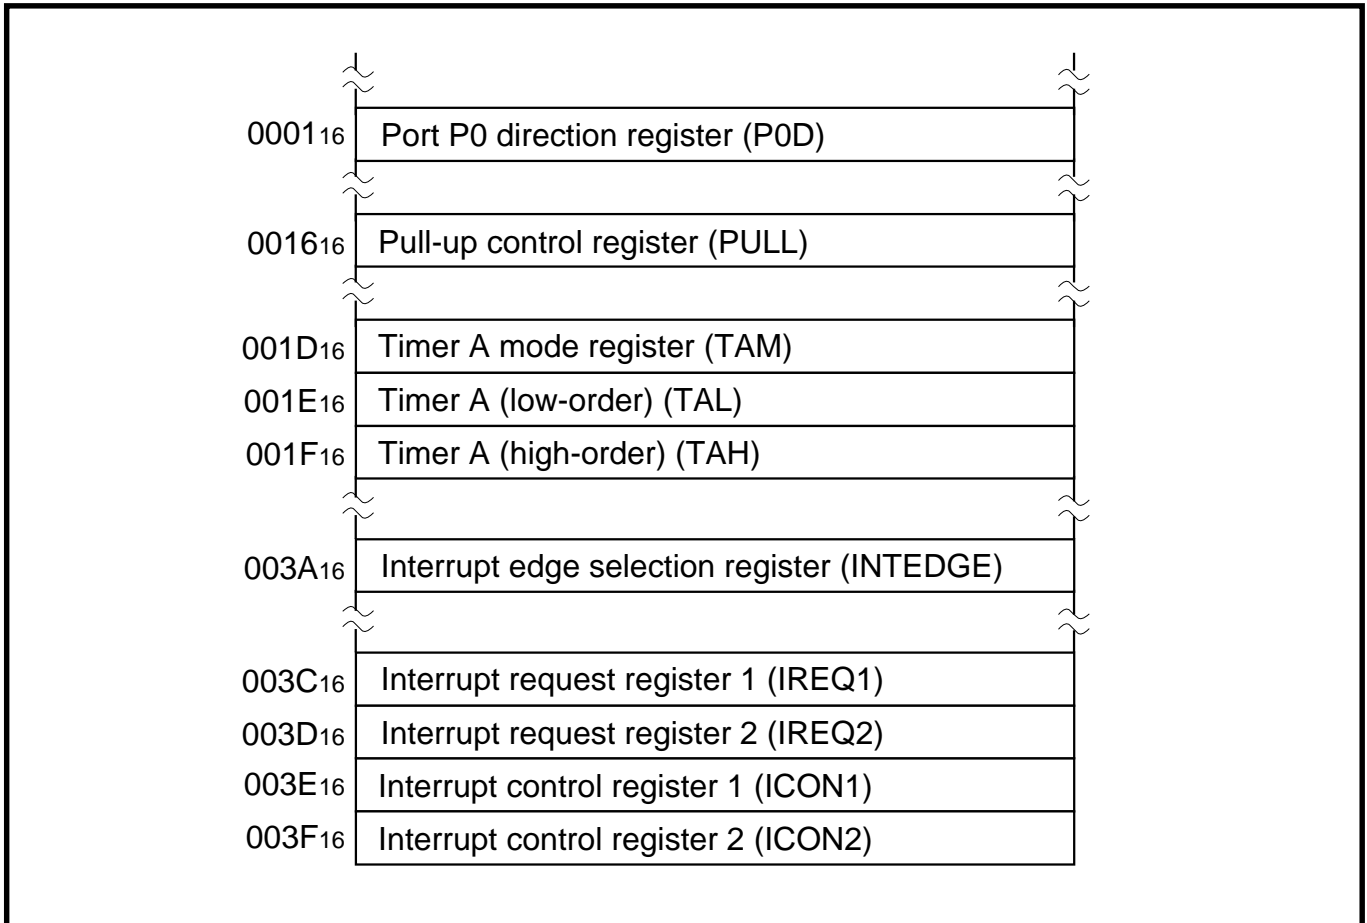 0001₁₆ Port P0 direction register (P0D)
0016₁₆ Pull-up control register (PULL)
001D₁₆ Timer A mode register (TAM)
001E₁₆ Timer A (low-order) (TAL)
001F₁₆ Timer A (high-order) (TAH)
003A₁₆ Interrupt edge selection register (INTEDGE)
003C₁₆ Interrupt request register 1 (IREQ1)
003D₁₆ Interrupt request register 2 (IREQ2)
003E₁₆ Interrupt control register 1 (ICON1)
003F₁₆ Interrupt control register 2 (ICON2)